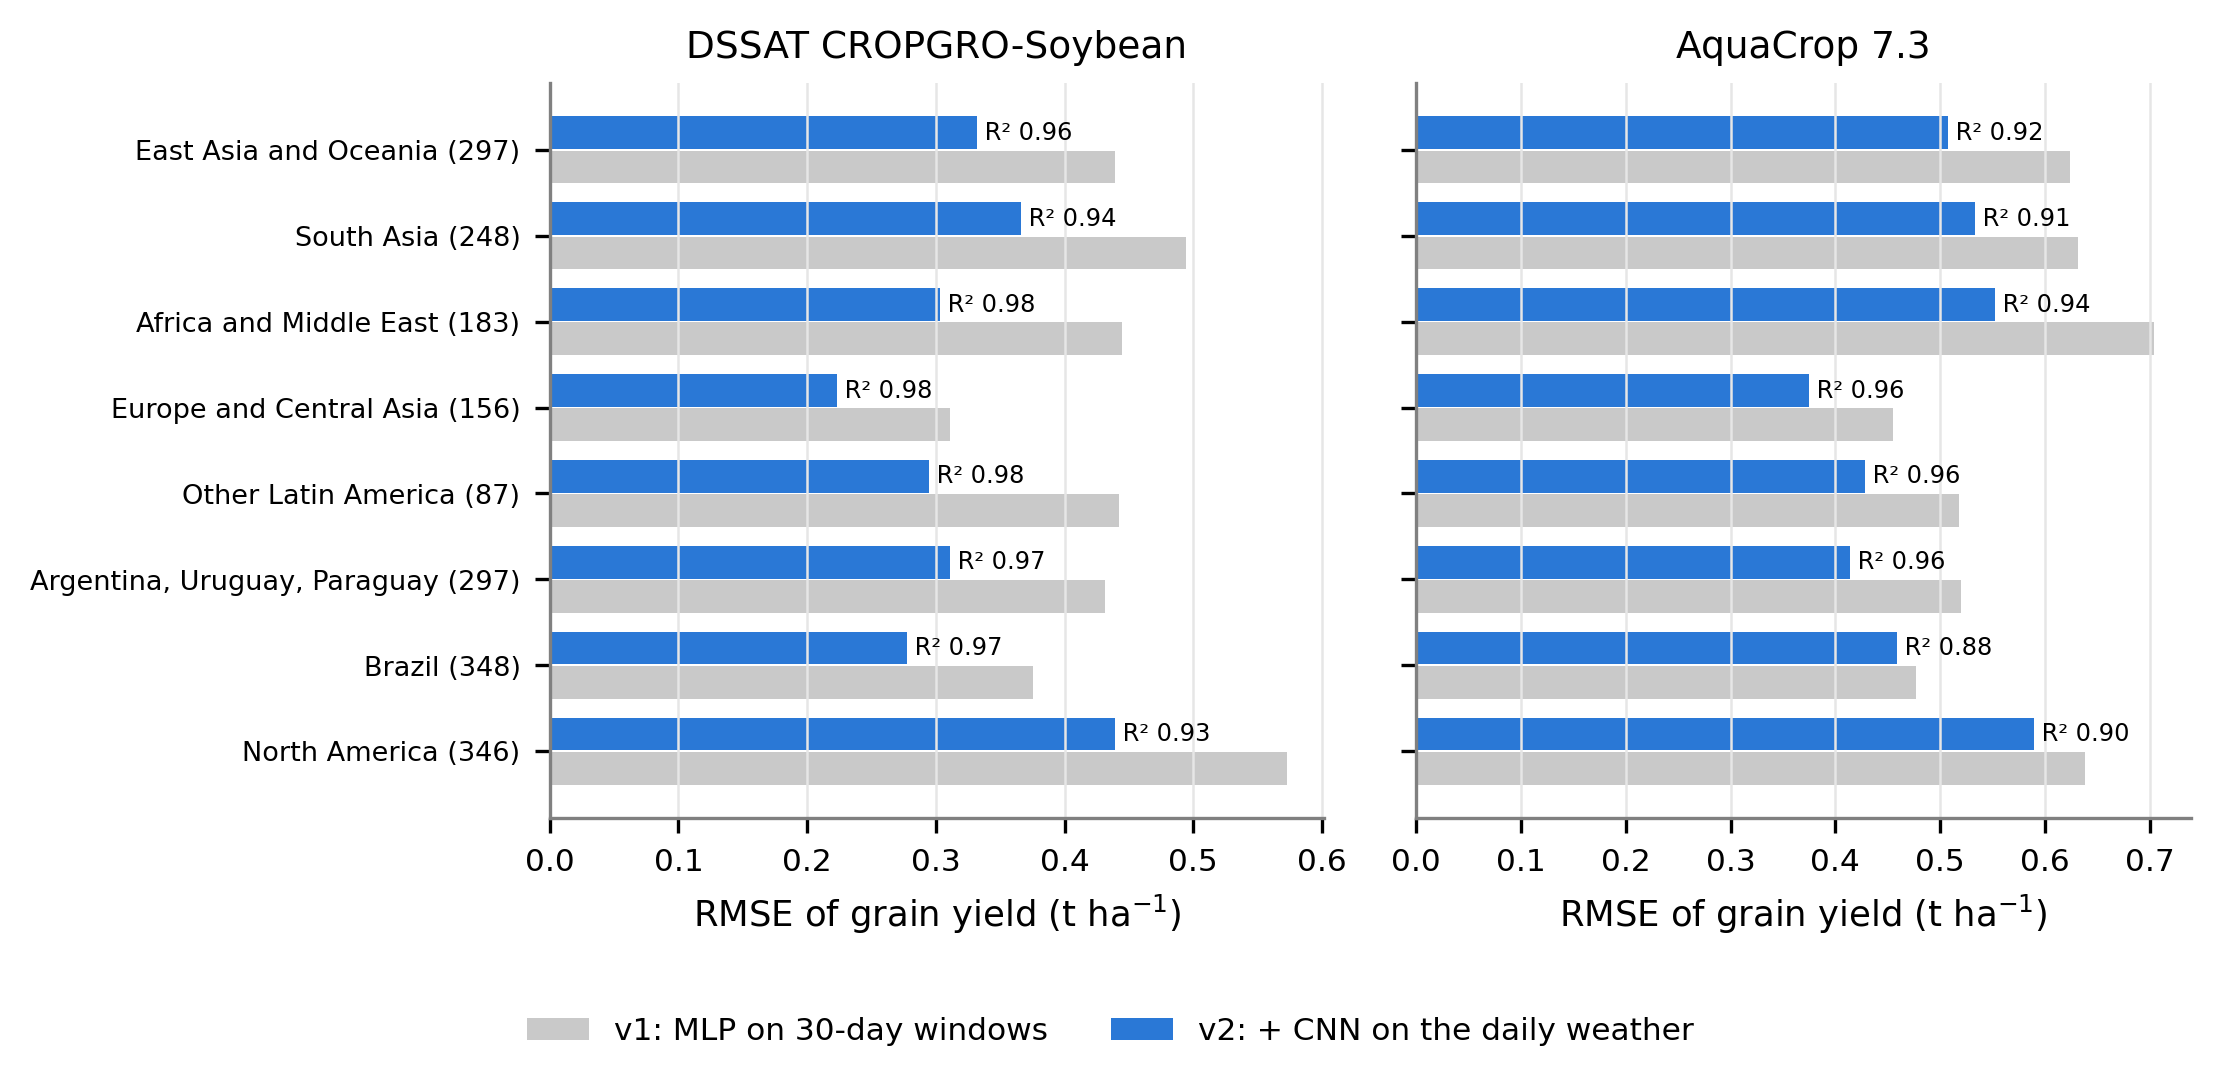 DSSAT CROPGRO-Soybean
East Asia and Oceania (297)
South Asia (248)
Africa and Middle East (183)
Europe and Central Asia (156)
Other Latin America (87)
Argentina, Uruguay, Paraguay (297)
Brazil (348)
North America (346)
R² 0.96
R² 0.94
R² 0.98
R² 0.98
R² 0.98
R² 0.97
R² 0.97
R² 0.93
0.0 0.1 0.2 0.3 0.4 0.5 0.6
RMSE of grain yield (t ha⁻¹)
AquaCrop 7.3
R² 0.92
R² 0.91
R² 0.94
R² 0.96
R² 0.96
R² 0.96
R² 0.88
R² 0.90
0.0 0.1 0.2 0.3 0.4 0.5 0.6 0.7
RMSE of grain yield (t ha⁻¹)
v1: MLP on 30-day windows
v2: + CNN on the daily weather